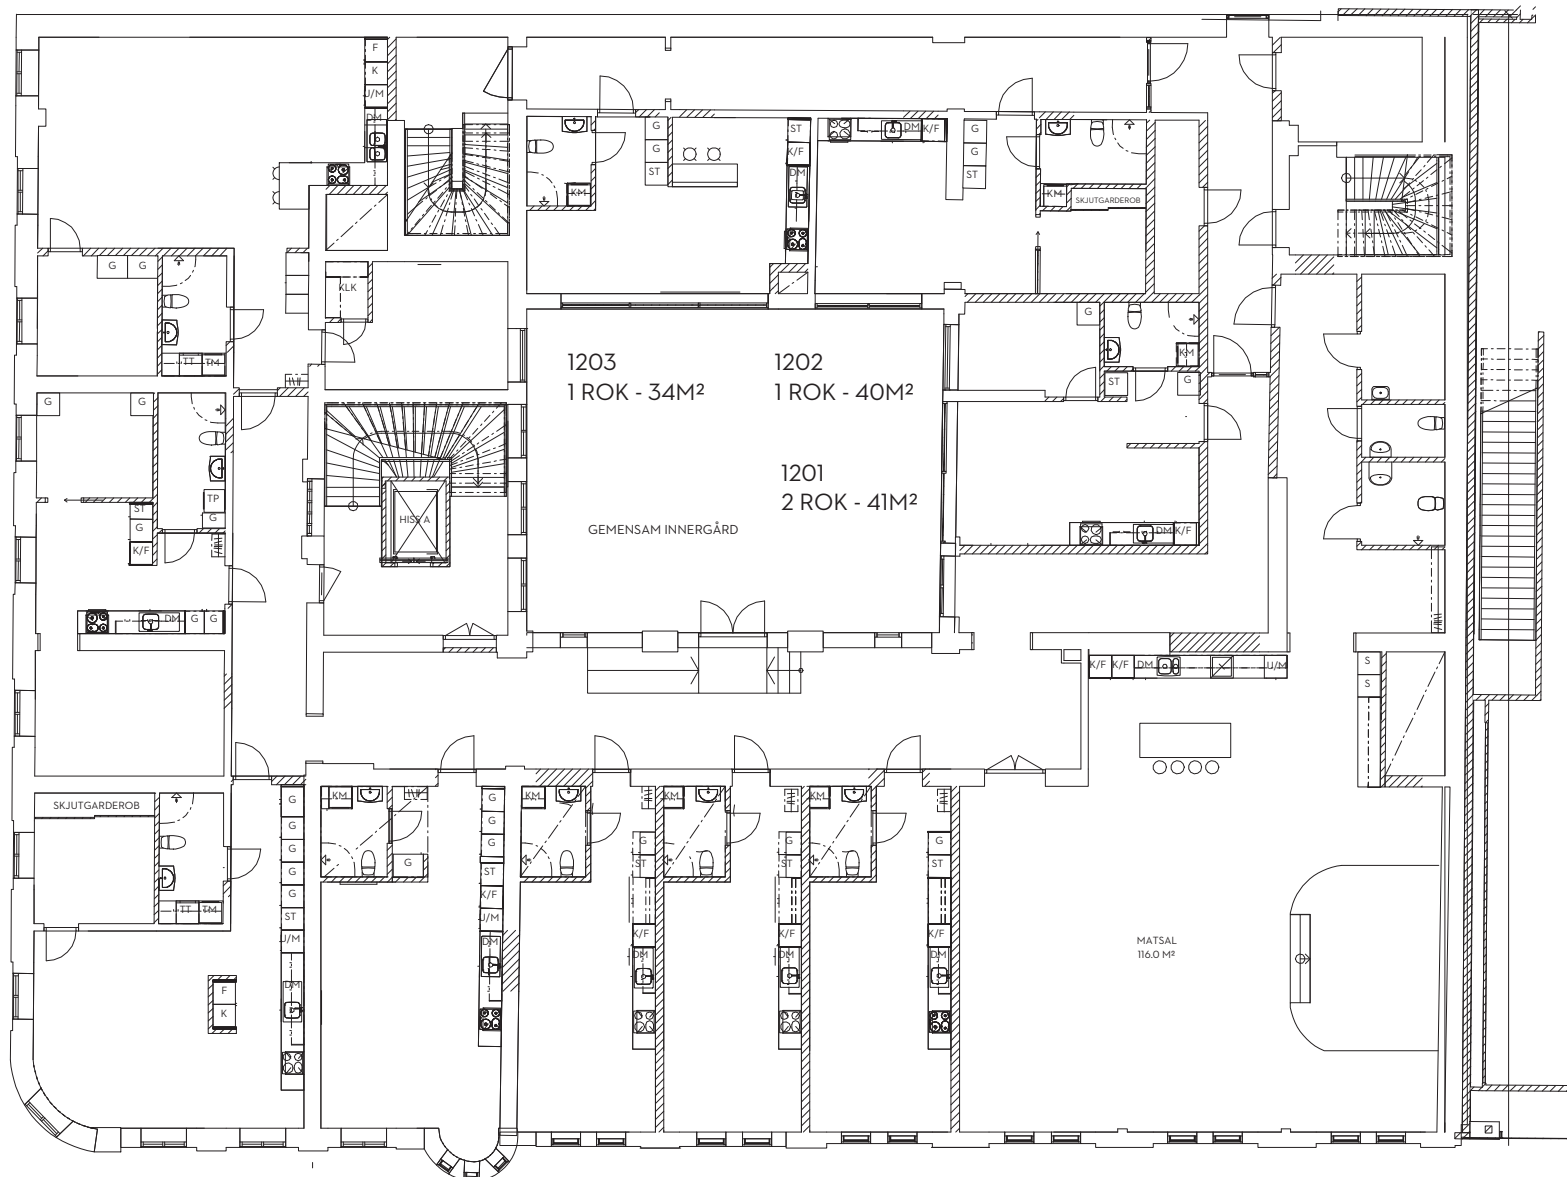 F
K
U/M
DM
G
G
ST
ST
K/F
DM
DM K/F
G
G
ST
KM
KM
SKJUTGARDEROB
G G
KLK
TT TM
1203
1 ROK - 34M²
1202
1 ROK - 40M²
1201
2 ROK - 41M²
GEMENSAM INNERGÅRD
G
KM
ST
G
DM K/F
G G
TP
G
ST
G
K/F
HISS A
DM G G
K/F K/F DM U/M
S
S
SKJUTGARDEROB
TT TM
G
G
G
G
G
ST
U/M
DM
F
K
KM
G
G
G
G
ST
K/F
U/M
DM
KM
G
ST
K/F
DM
KM
G
ST
K/F
DM
KM
G
ST
K/F
DM
MATSAL
116.0 M²